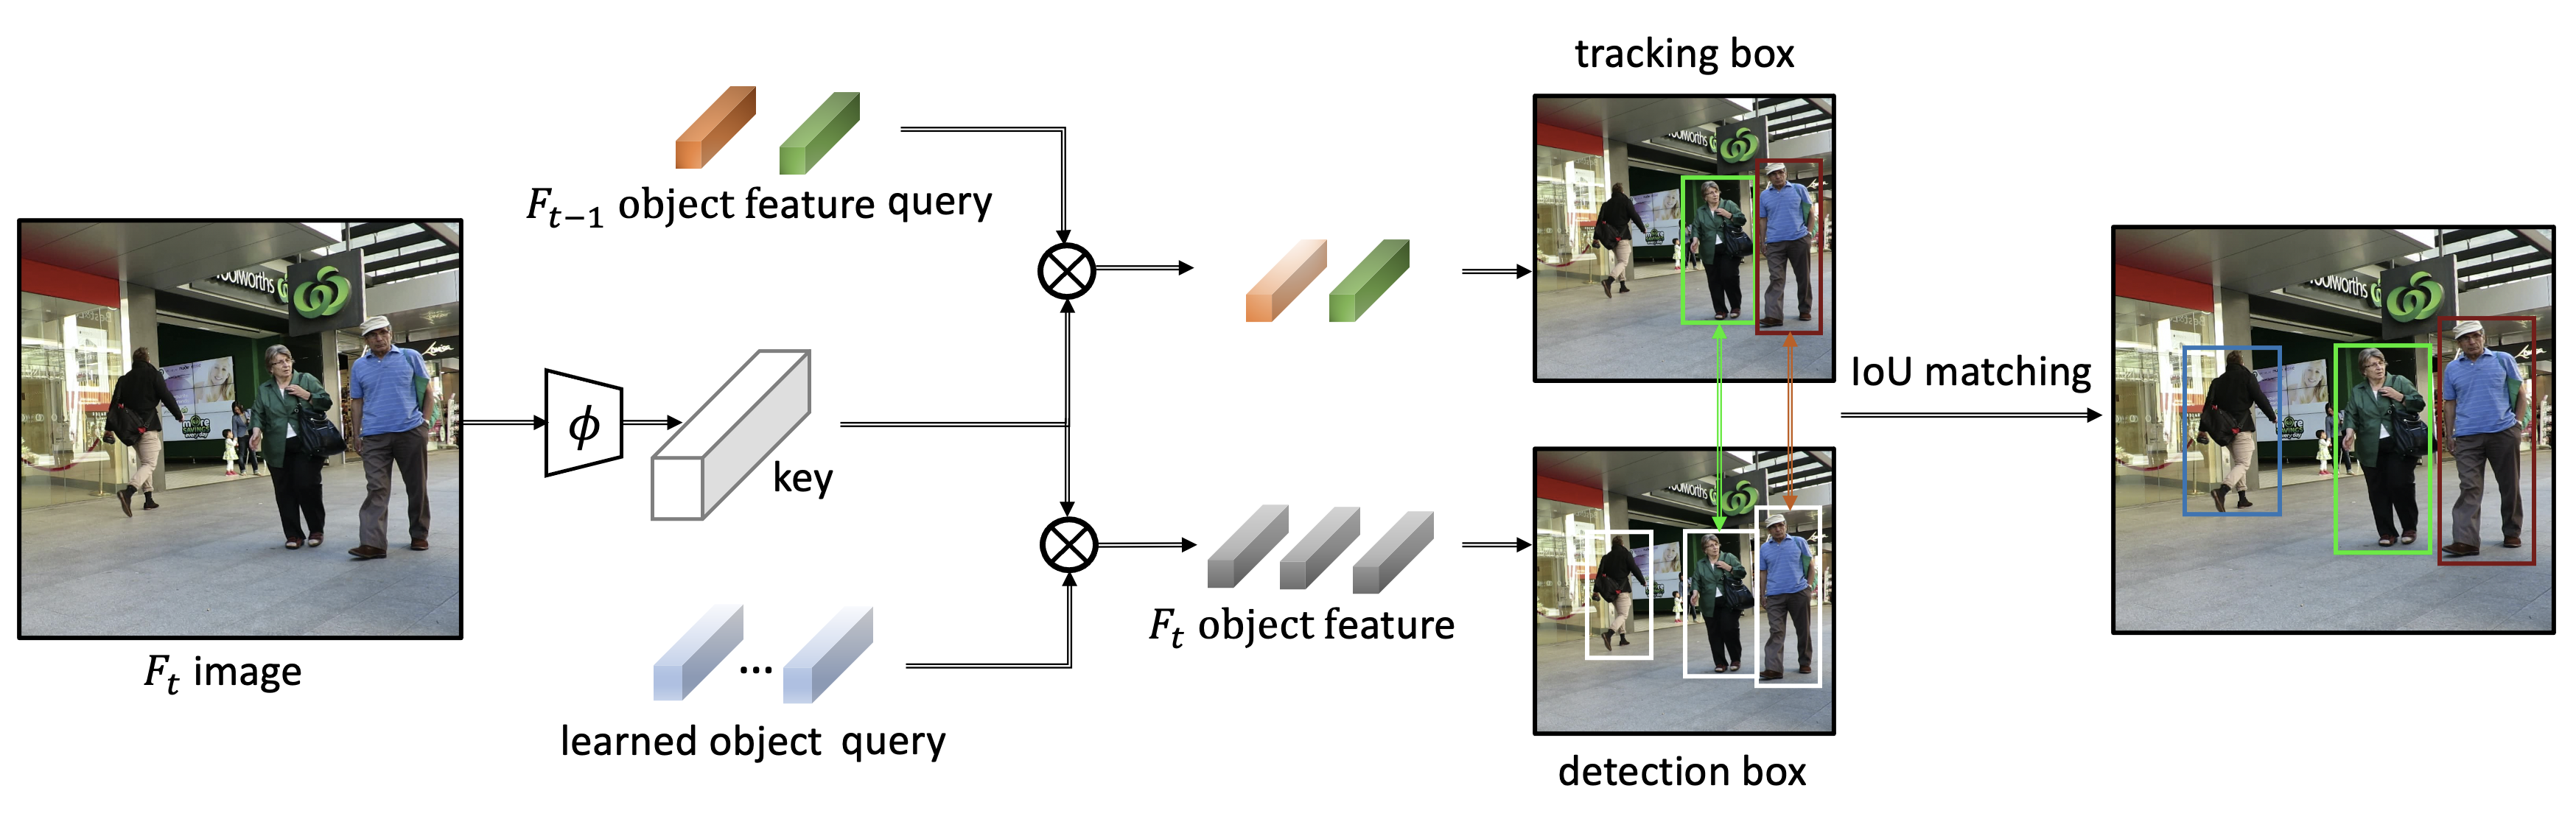 tracking box
F_{t−1} object feature query
oolworths
key
ϕ
IoU matching
F_t image
F_t object feature
learned object query
detection box
...